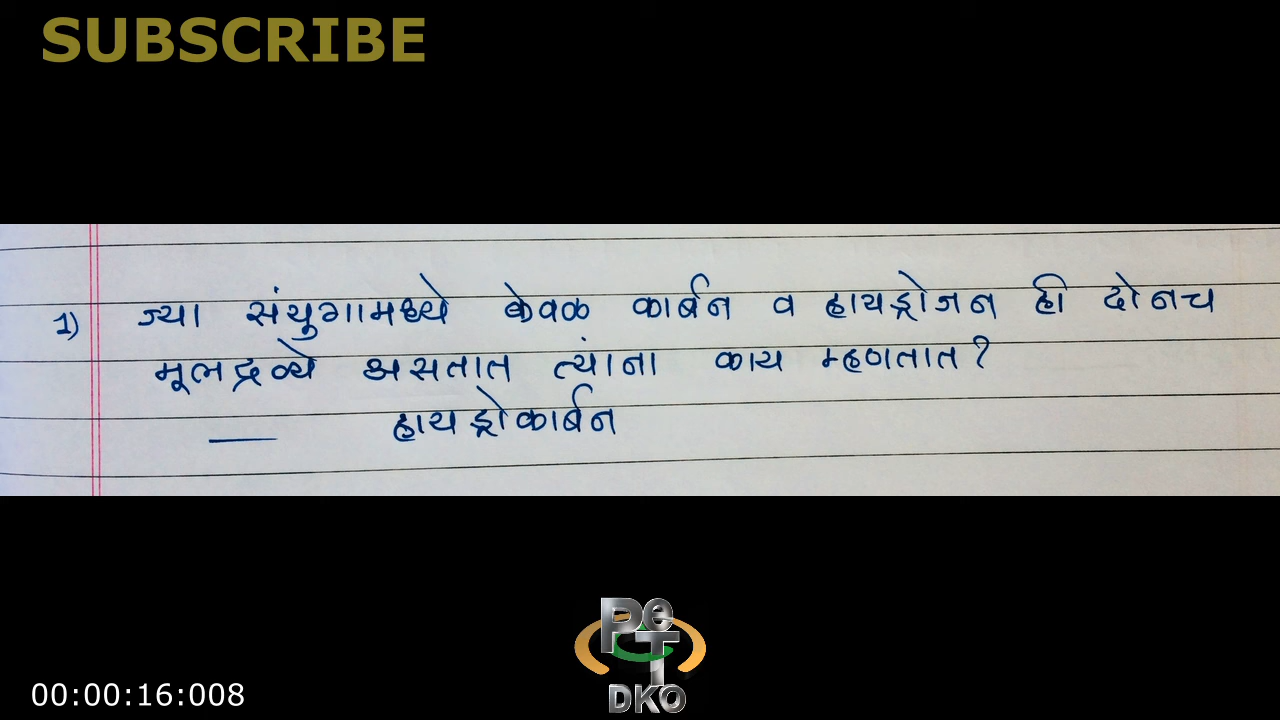 SUBSCRIBE
1) ज्या संयुगामध्ये केवळ कार्बन व हायड्रोजन ही दोनच
मूलद्रव्ये असतात त्यांना काय म्हणतात?
— हायड्रोकार्बन
PeT
DKO
00:00:16:008